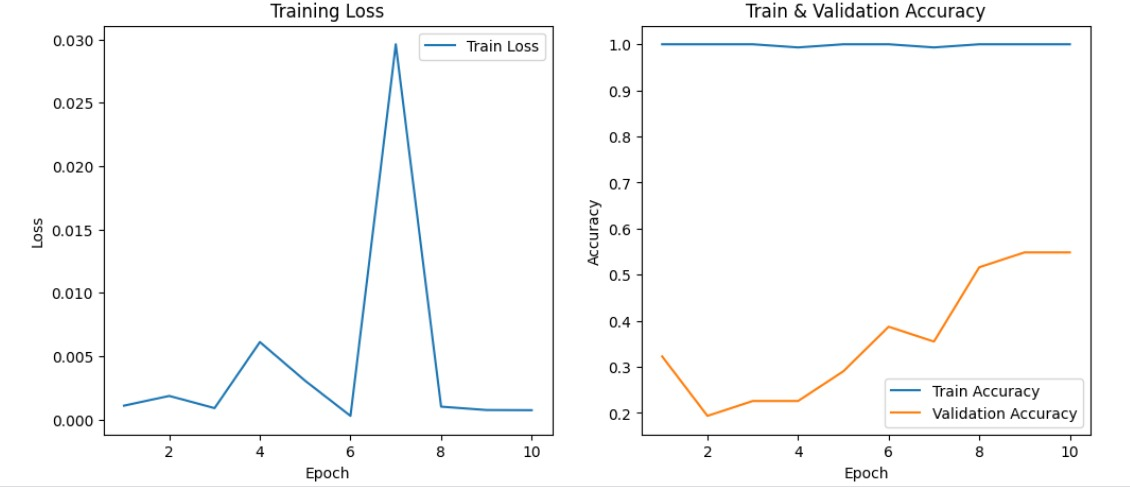 Training Loss
Train Loss
0.030
0.025
0.020
0.015
0.010
0.005
0.000
Loss
2 4 6 8 10
Epoch
Train & Validation Accuracy
1.0
0.9
0.8
0.7
0.6
0.5
0.4
0.3
0.2
Accuracy
Train Accuracy
Validation Accuracy
2 4 6 8 10
Epoch